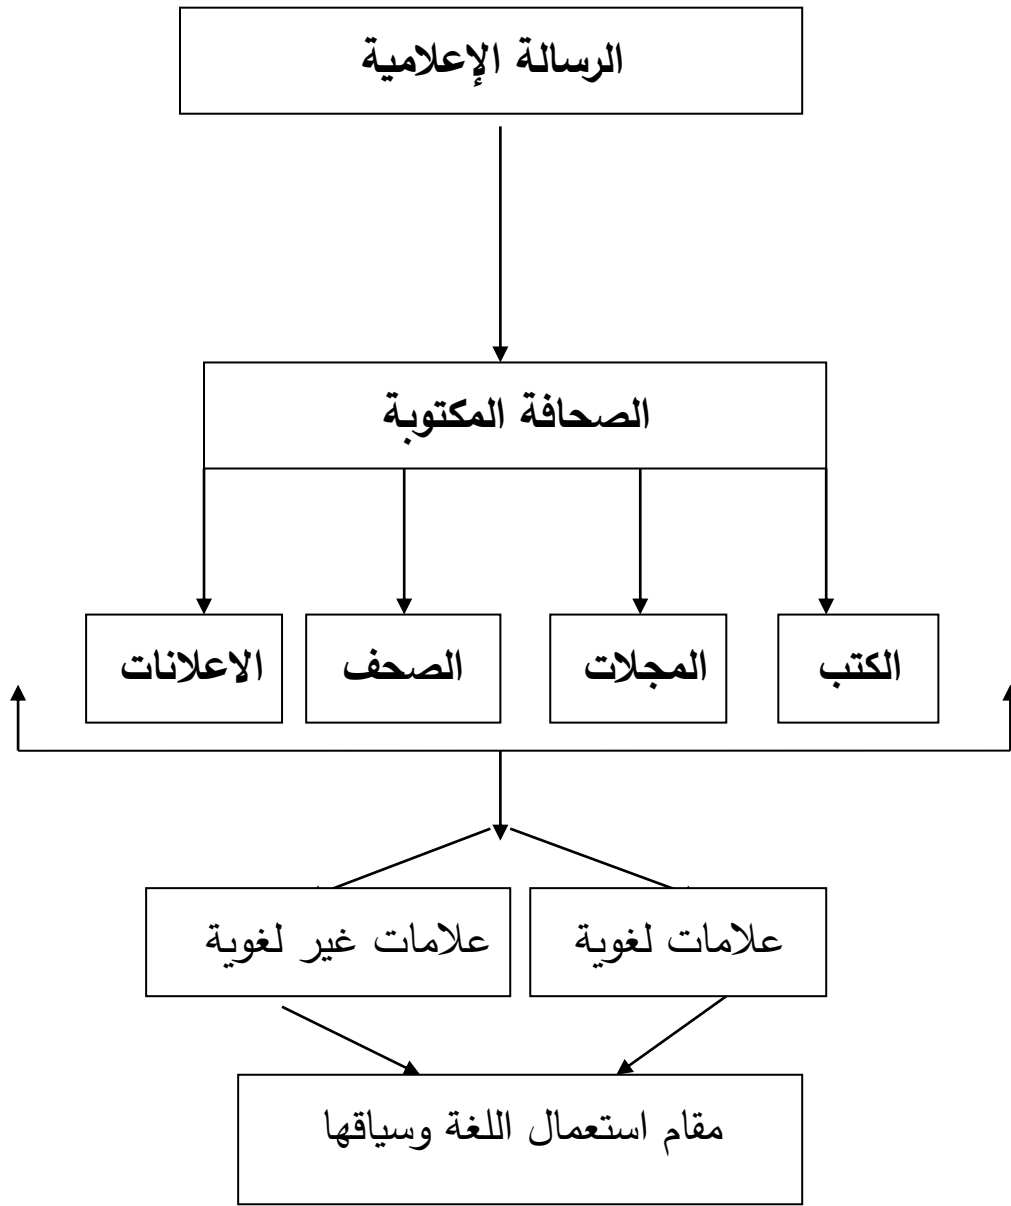 الرسالة الإعلامية
الصحافة المكتوبة
الكتب
المجلات
الصحف
الاعلانات
علامات لغوية
علامات غير لغوية
مقام استعمال اللغة وسياقها